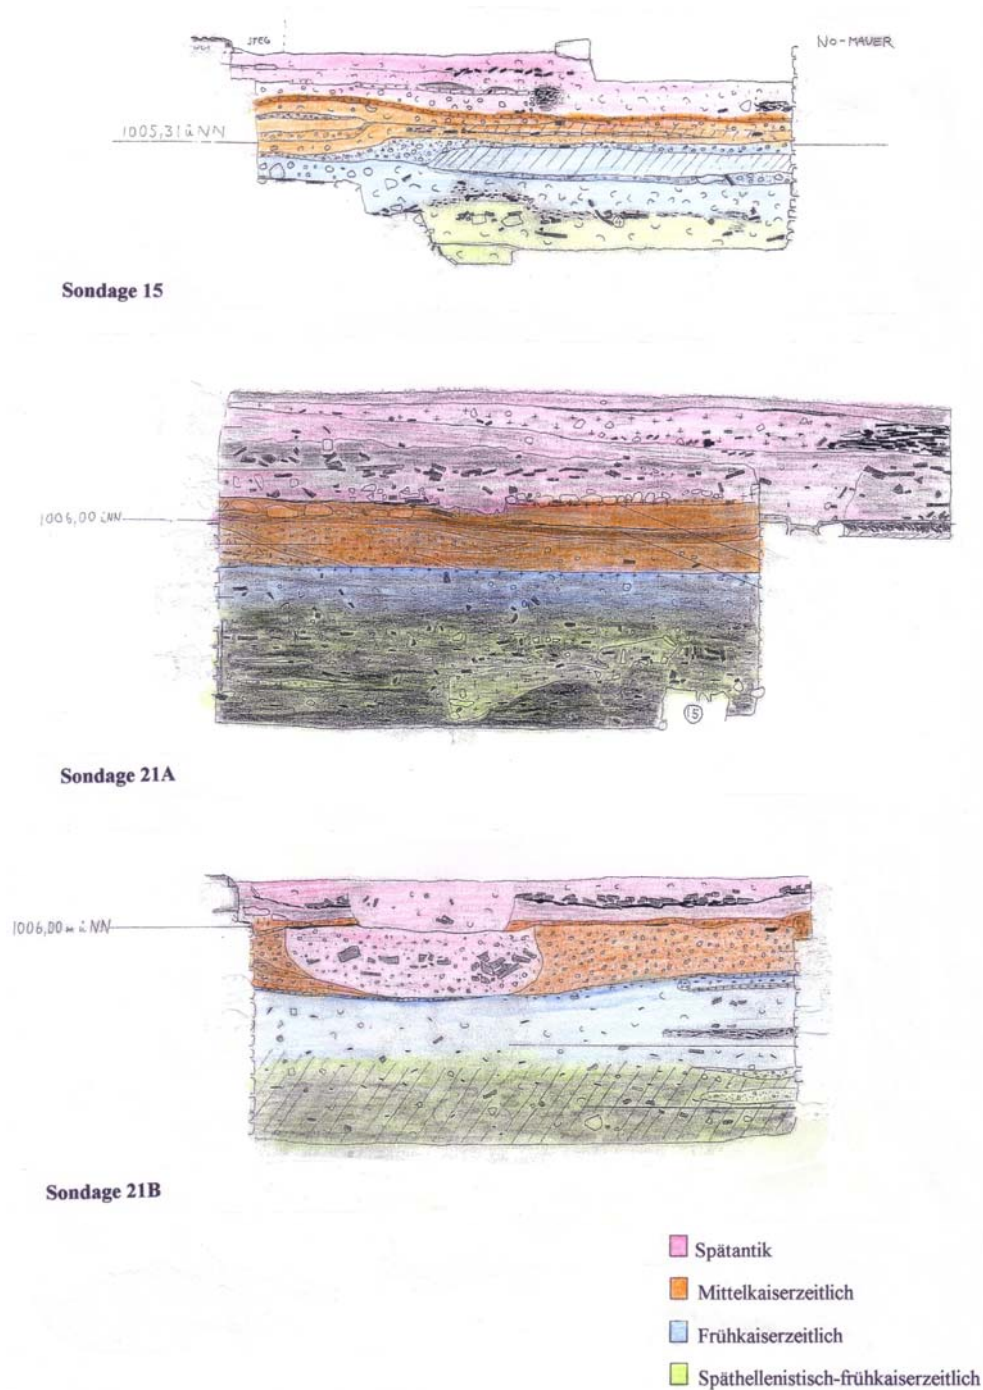 STEG
NO-MAUER
1005,31 ü NN
Sondage 15
1006,00 ü NN
15
Sondage 21A
1006,00 m ü NN
Sondage 21B
Spätantik
Mittelkaiserzeitlich
Frühkaiserzeitlich
Späthellenistisch-frühkaiserzeitlich